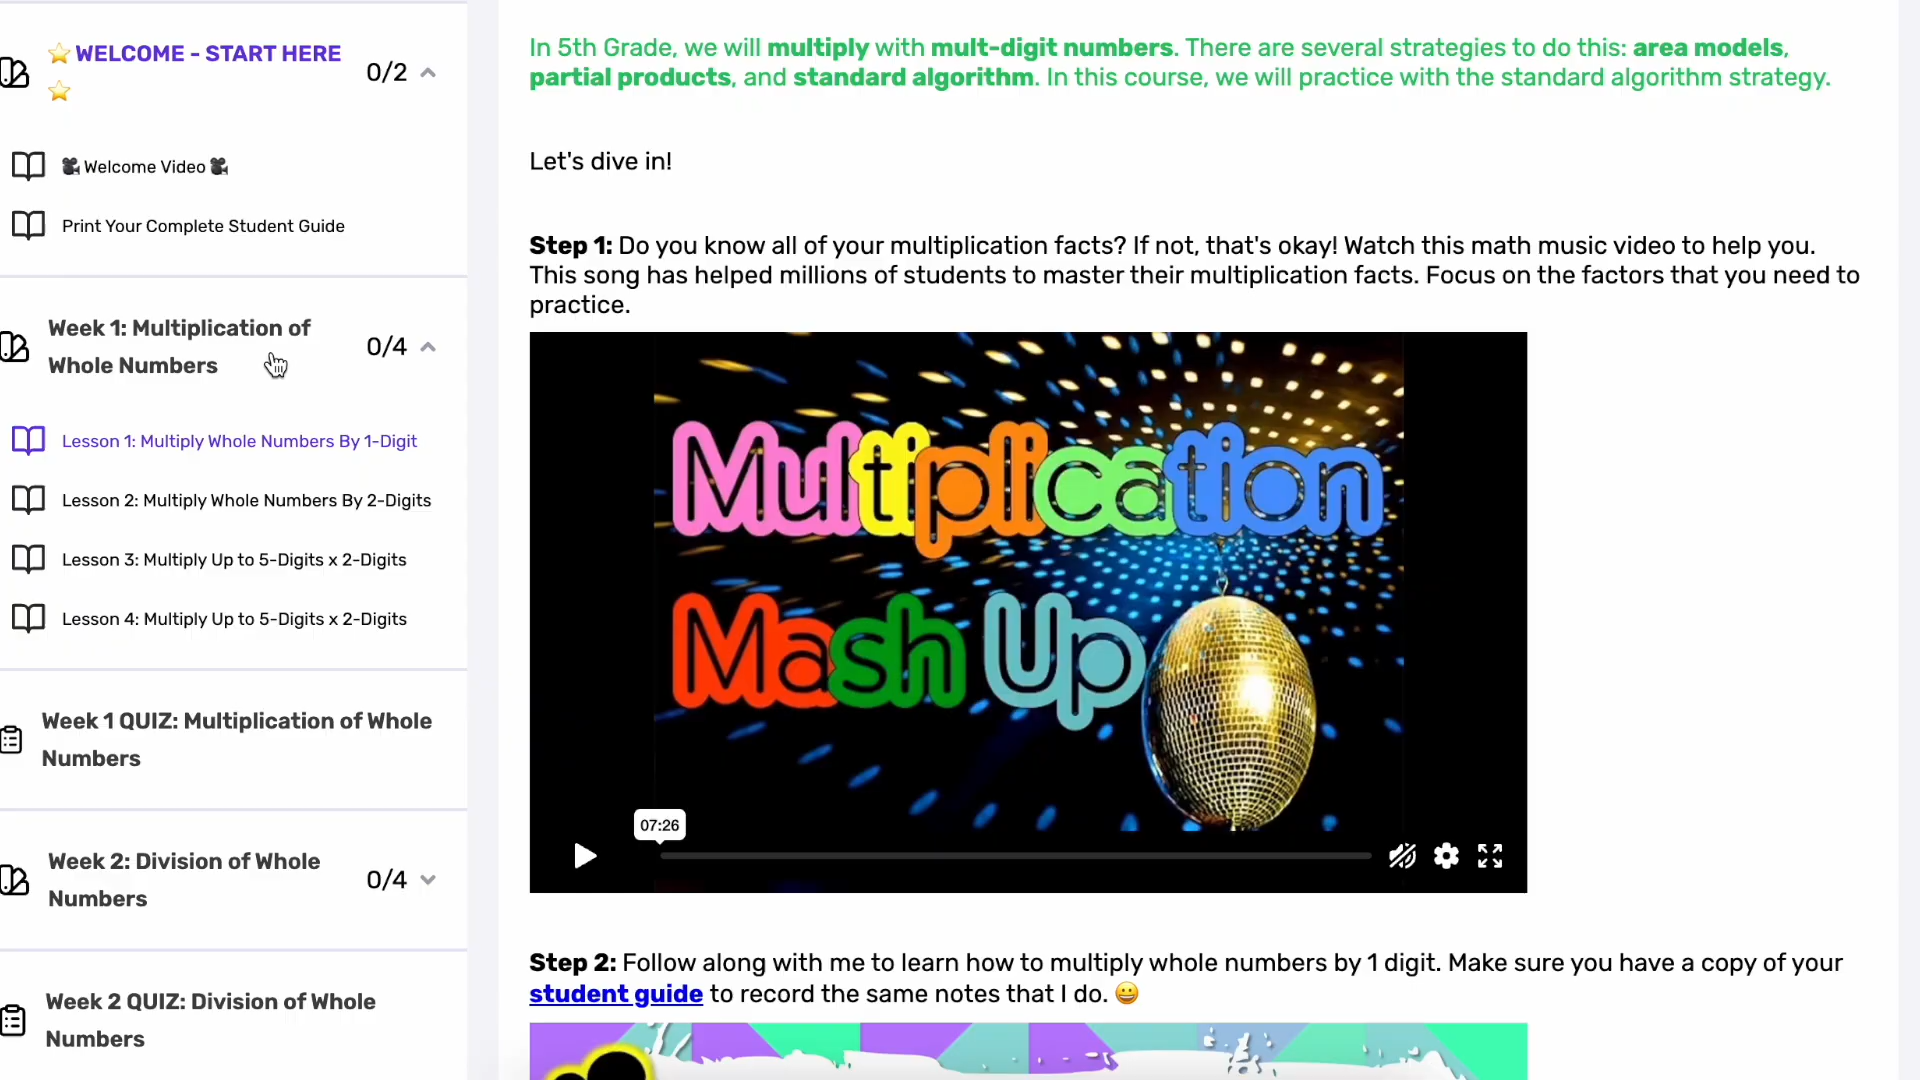 ⭐WELCOME - START HERE
⭐
0/2
🎥Welcome Video🎥
Print Your Complete Student Guide
Week 1: Multiplication of
Whole Numbers
0/4
Lesson 1: Multiply Whole Numbers By 1-Digit
Lesson 2: Multiply Whole Numbers By 2-Digits
Lesson 3: Multiply Up to 5-Digits x 2-Digits
Lesson 4: Multiply Up to 5-Digits x 2-Digits
Week 1 QUIZ: Multiplication of Whole
Numbers
Week 2: Division of Whole
Numbers
0/4
Week 2 QUIZ: Division of Whole
Numbers
In 5th Grade, we will multiply with mult-digit numbers. There are several strategies to do this: area models,
partial products, and standard algorithm. In this course, we will practice with the standard algorithm strategy.
Let's dive in!
Step 1: Do you know all of your multiplication facts? If not, that's okay! Watch this math music video to help you.
This song has helped millions of students to master their multiplication facts. Focus on the factors that you need to
practice.
Multiplication
Mash Up
07:26
Step 2: Follow along with me to learn how to multiply whole numbers by 1 digit. Make sure you have a copy of your
student guide to record the same notes that I do. 😀